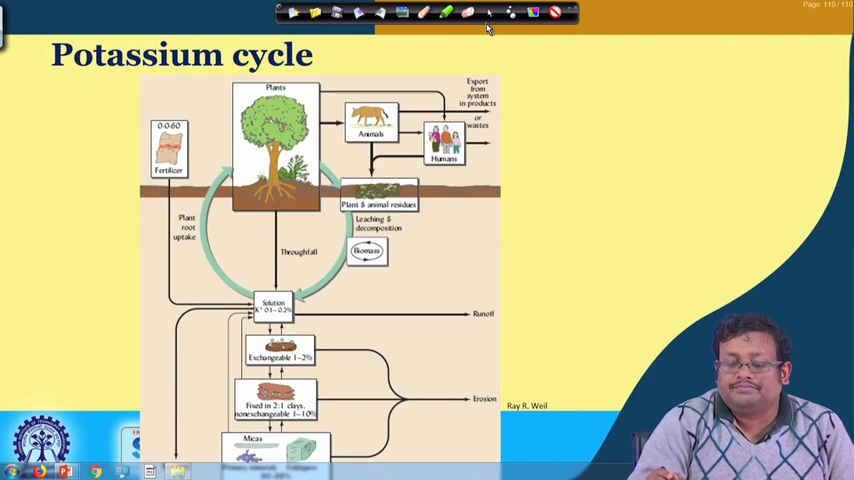 Page: 110 / 110
Potassium cycle
Plants
Export
from
system
in products
or
wastes
0-0-60
Fertilizer
Animals
Humans
Plant & animal residues
Plant
root
uptake
Leaching &
decomposition
Biomass
Throughfall
Solution
K+ 0.1– 0.2%
Runoff
Exchangeable 1–2%
Fixed in 2:1 clays,
nonexchangeable 1–10%
Erosion
Ray R. Weil
Micas